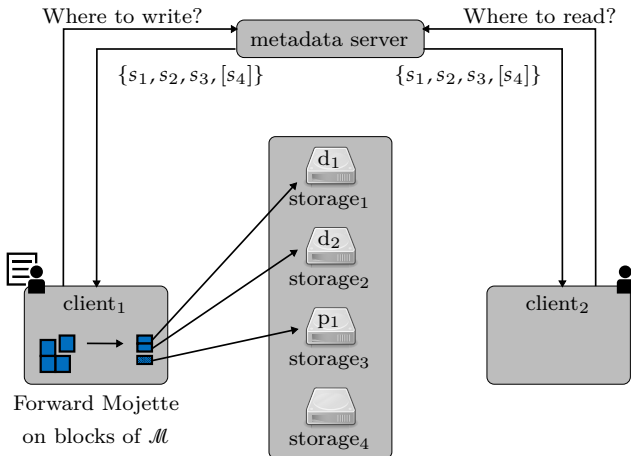 Where to write?
Where to read?
metadata server
{s₁, s₂, s₃, [s₄]}
{s₁, s₂, s₃, [s₄]}
d₁
storage₁
d₂
storage₂
client₁
client₂
p₁
storage₃
Forward Mojette
on blocks of ℳ
storage₄